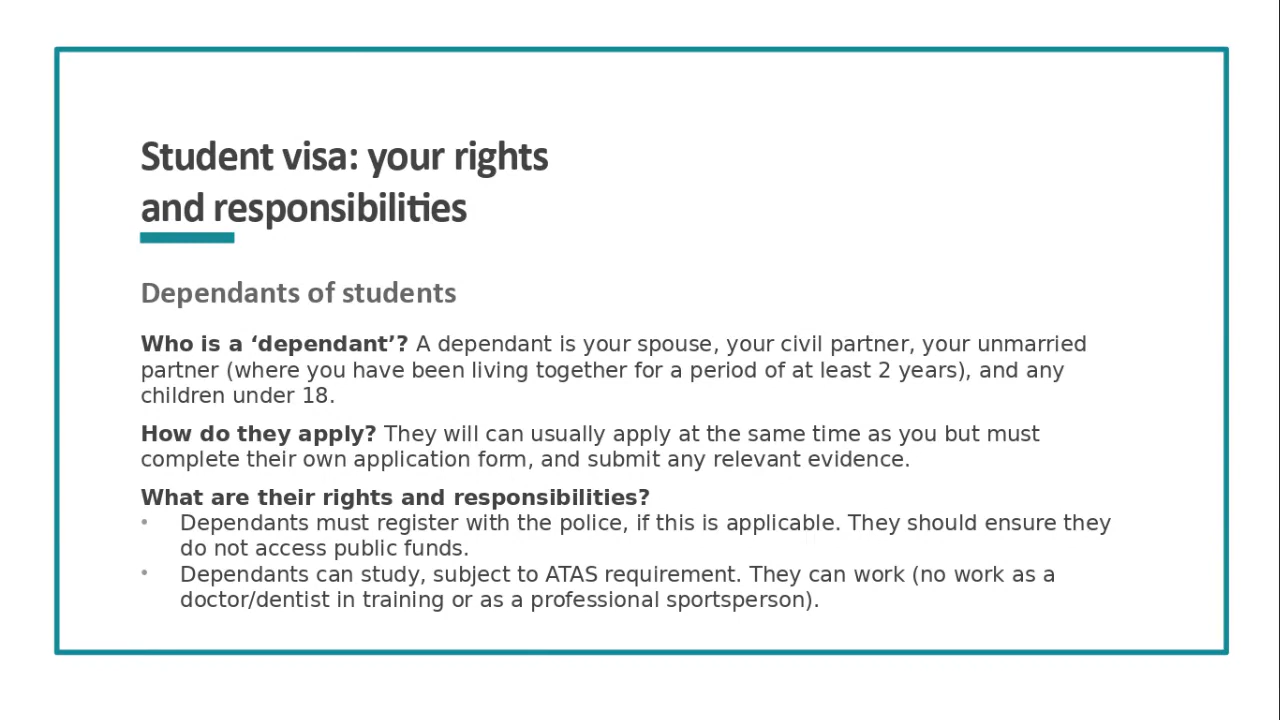 Student visa: your rights
and responsibilities
Dependants of students
Who is a ‘dependant’? A dependant is your spouse, your civil partner, your unmarried
partner (where you have been living together for a period of at least 2 years), and any
children under 18.
How do they apply? They will can usually apply at the same time as you but must
complete their own application form, and submit any relevant evidence.
What are their rights and responsibilities?
• Dependants must register with the police, if this is applicable. They should ensure they
do not access public funds.
• Dependants can study, subject to ATAS requirement. They can work (no work as a
doctor/dentist in training or as a professional sportsperson).